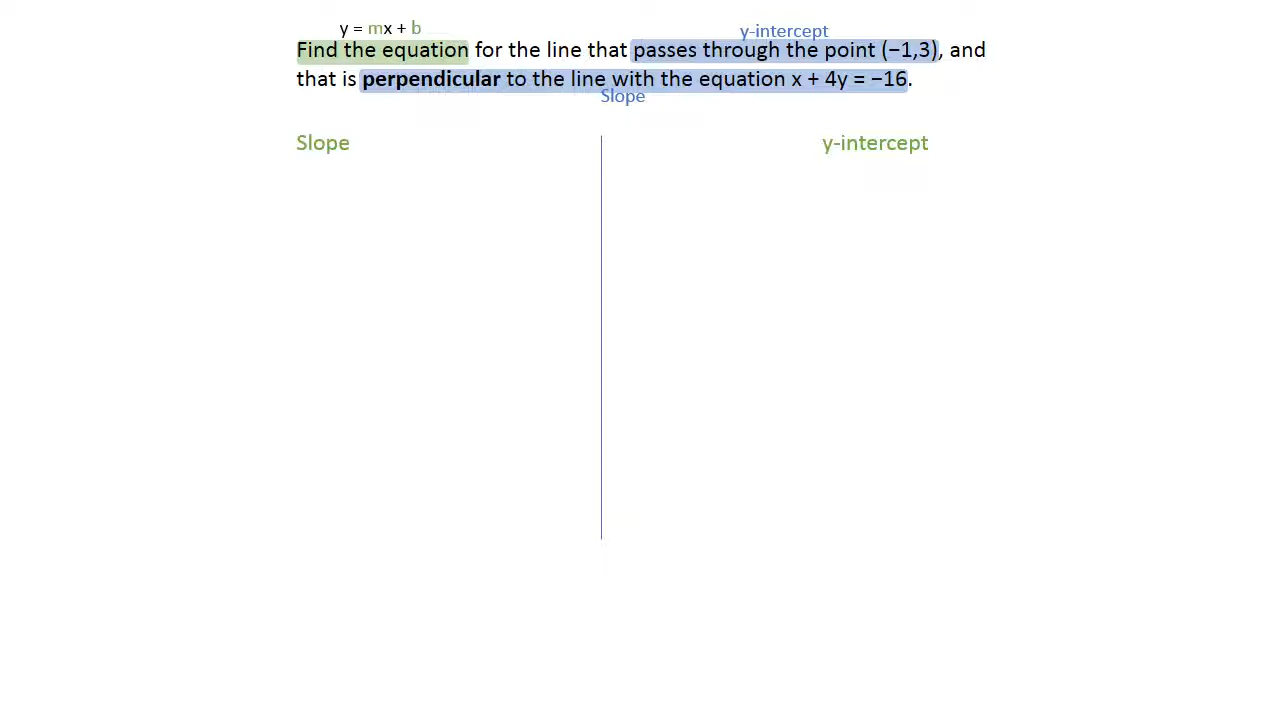 y = mx + b
y-intercept
Find the equation for the line that passes through the point (−1,3), and
that is perpendicular to the line with the equation x + 4y = −16.
Slope
Slope
y-intercept